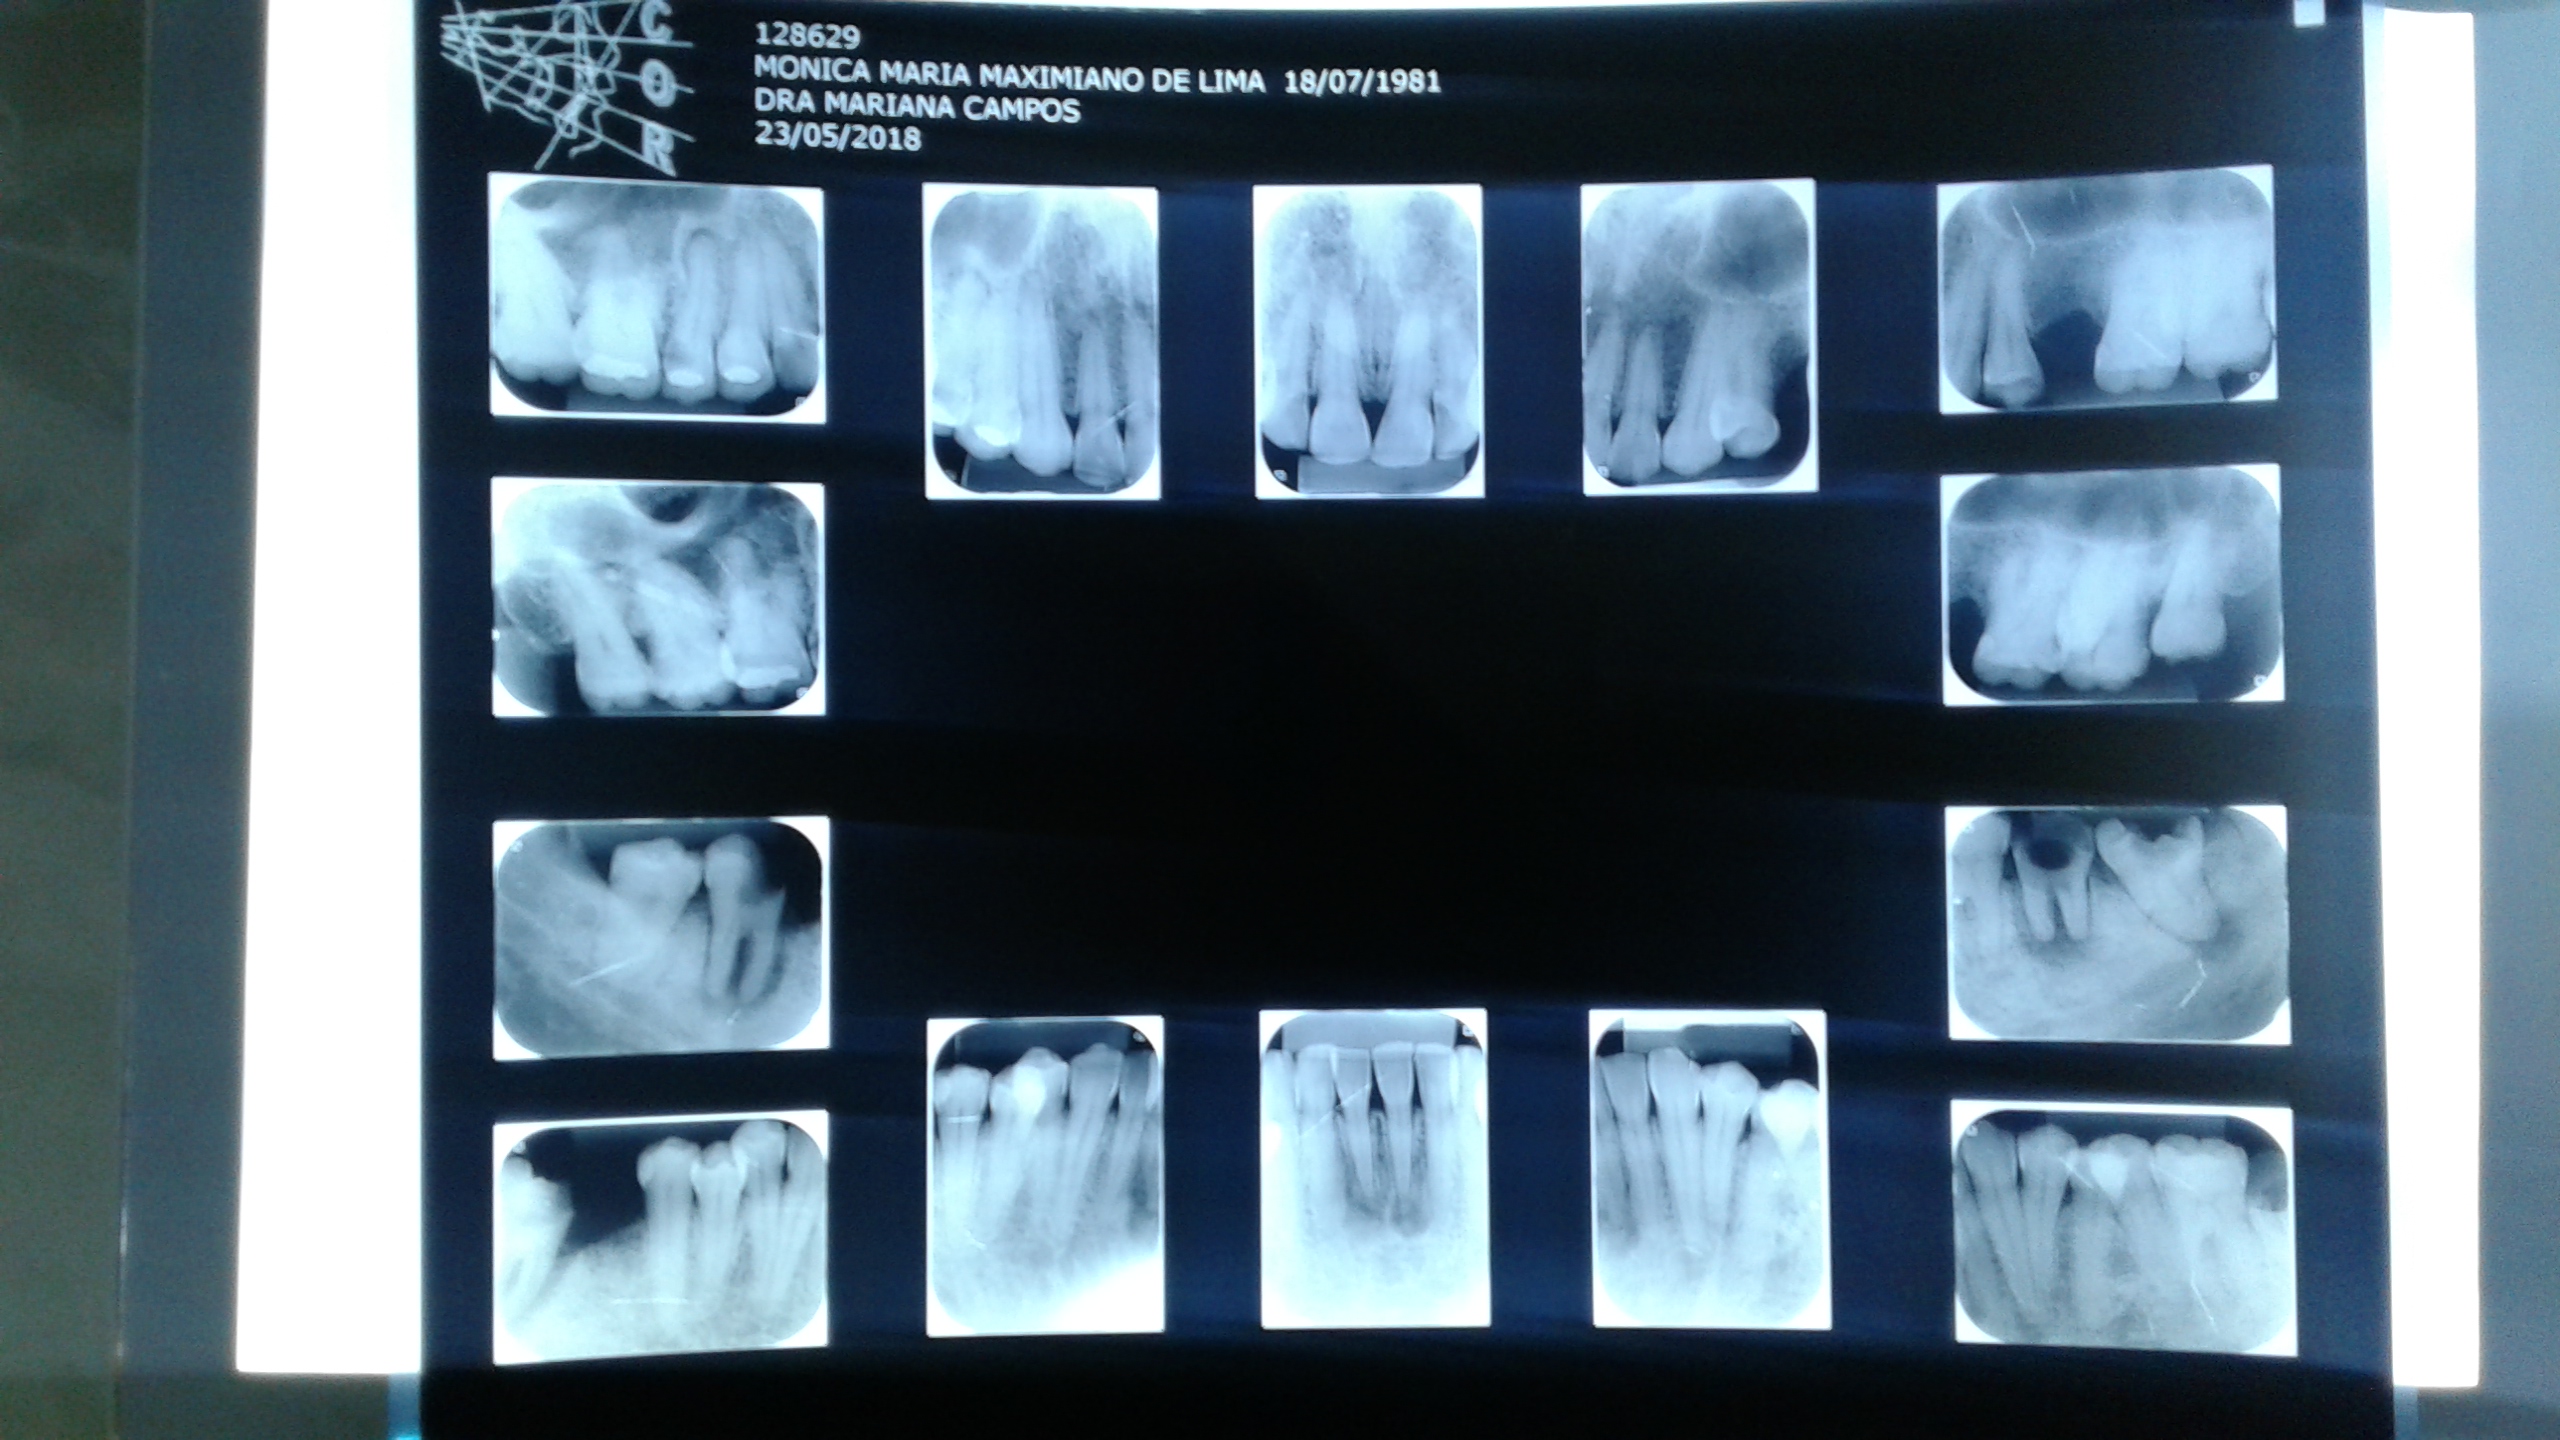 COR
128629
MONICA MARIA MAXIMIANO DE LIMA 18/07/1981
DRA MARIANA CAMPOS
23/05/2018